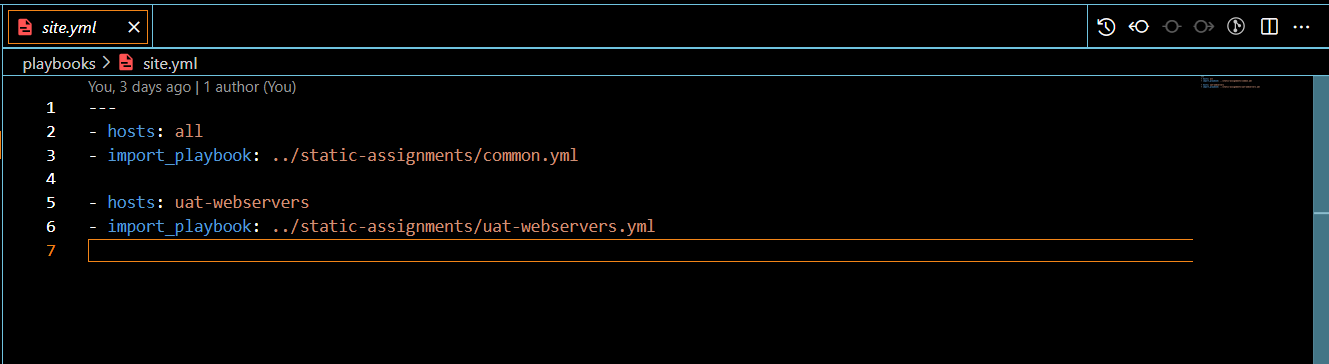 site.yml
playbooks > site.yml
You, 3 days ago | 1 author (You)
1 ---
2 - hosts: all
3 - import_playbook: ../static-assignments/common.yml
4
5 - hosts: uat-webservers
6 - import_playbook: ../static-assignments/uat-webservers.yml
7